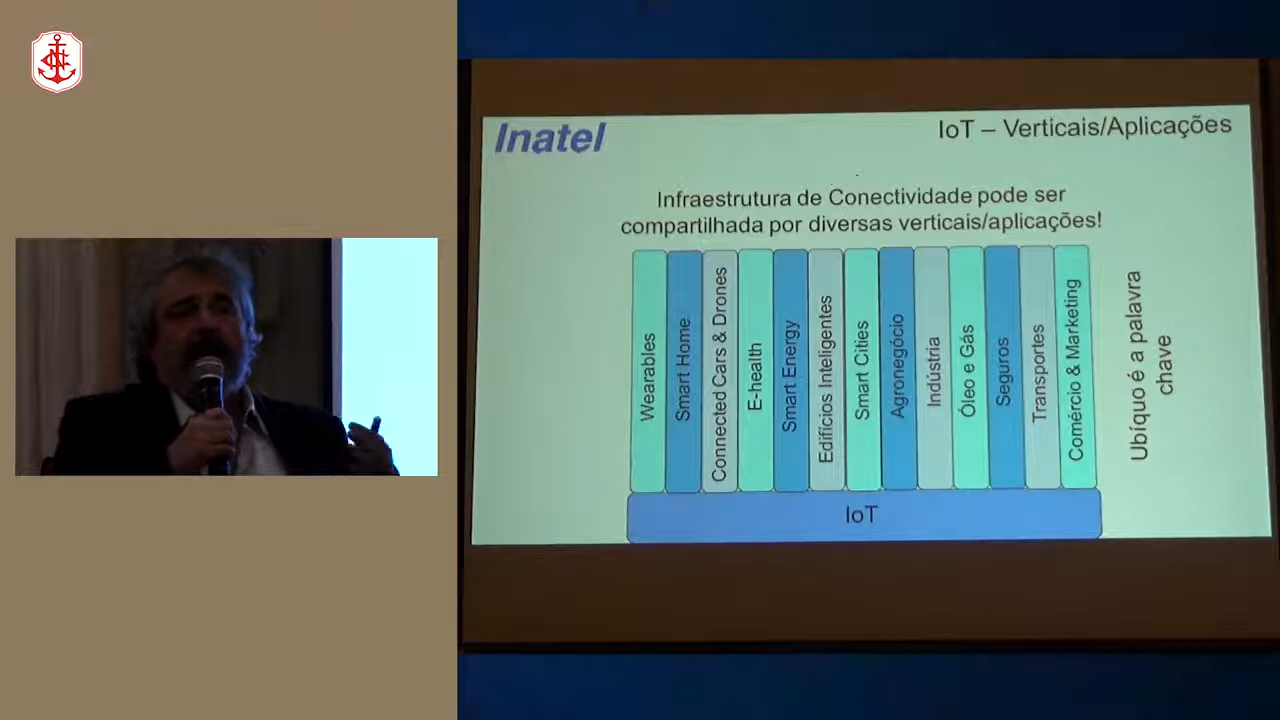 Inatel
IoT – Verticais/Aplicações
Infraestrutura de Conectividade pode ser
compartilhada por diversas verticais/aplicações!
Wearables
Smart Home
Connected Cars & Drones
E-health
Smart Energy
Edifícios Inteligentes
Smart Cities
Agronegócio
Indústria
Óleo e Gás
Seguros
Transportes
Comércio & Marketing
Ubíquo é a palavra
chave
IoT